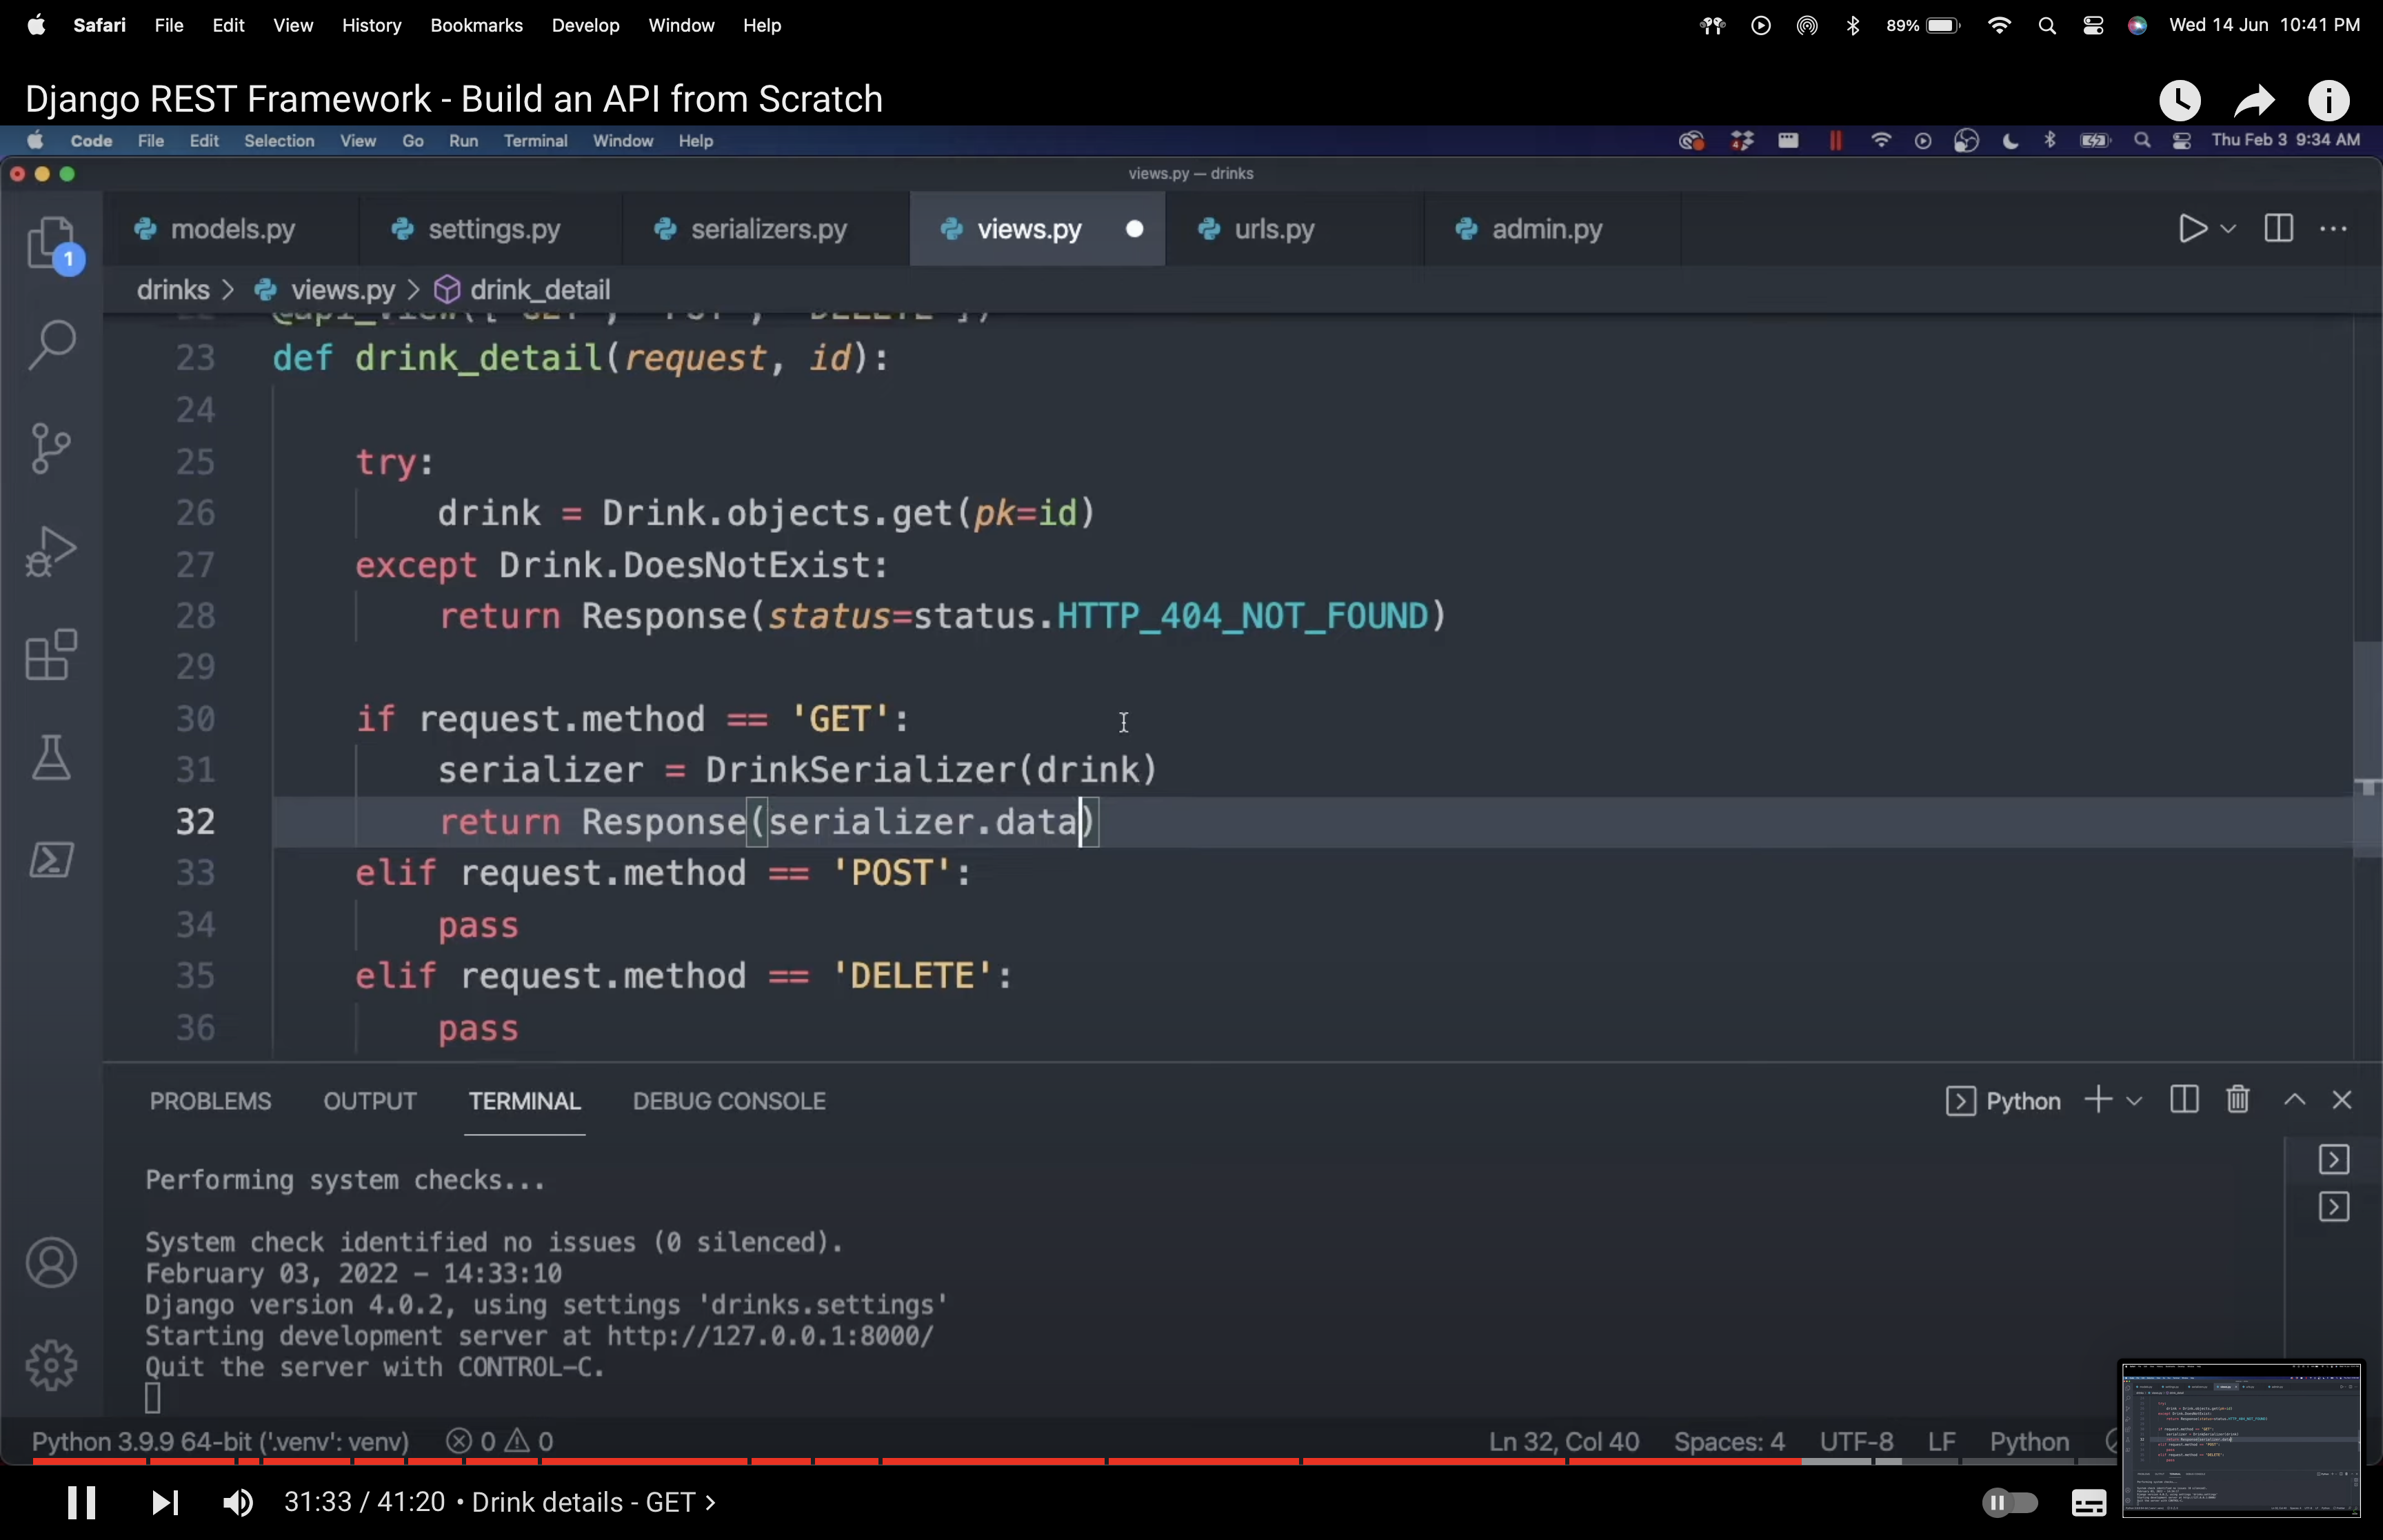 Safari File Edit View History Bookmarks Develop Window Help 89% Wed 14 Jun 10:41 PM
Django REST Framework - Build an API from Scratch
Code File Edit Selection View Go Run Terminal Window Help Thu Feb 3 9:34 AM
views.py — drinks
models.py settings.py serializers.py views.py urls.py admin.py
1
drinks > views.py > drink_detail
23 def drink_detail(request, id):
24
25 try:
26 drink = Drink.objects.get(pk=id)
27 except Drink.DoesNotExist:
28 return Response(status=status.HTTP_404_NOT_FOUND)
29
30 if request.method == 'GET':
31 serializer = DrinkSerializer(drink)
32 return Response(serializer.data)
33 elif request.method == 'POST':
34 pass
35 elif request.method == 'DELETE':
36 pass
PROBLEMS OUTPUT TERMINAL DEBUG CONSOLE Python
Performing system checks...
System check identified no issues (0 silenced).
February 03, 2022 – 14:33:10
Django version 4.0.2, using settings 'drinks.settings'
Starting development server at http://127.0.0.1:8000/
Quit the server with CONTROL-C.
Python 3.9.9 64-bit ('.venv': venv) 0 0 Ln 32, Col 40 Spaces: 4 UTF-8 LF Python
31:33 / 41:20 • Drink details - GET >